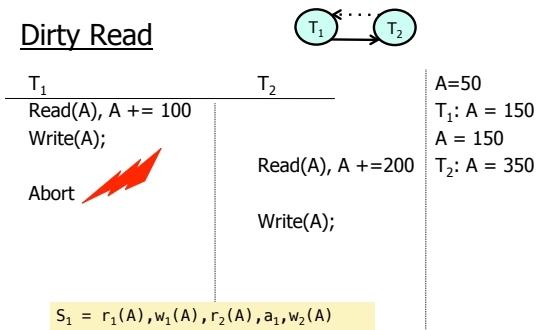 Dirty Read
T₁ T₂
T₁ T₂ A=50
Read(A), A += 100 T₁: A = 150
Write(A); A = 150
Read(A), A +=200 T₂: A = 350
Abort
Write(A);
S₁ = r₁(A),w₁(A),r₂(A),a₁,w₂(A)